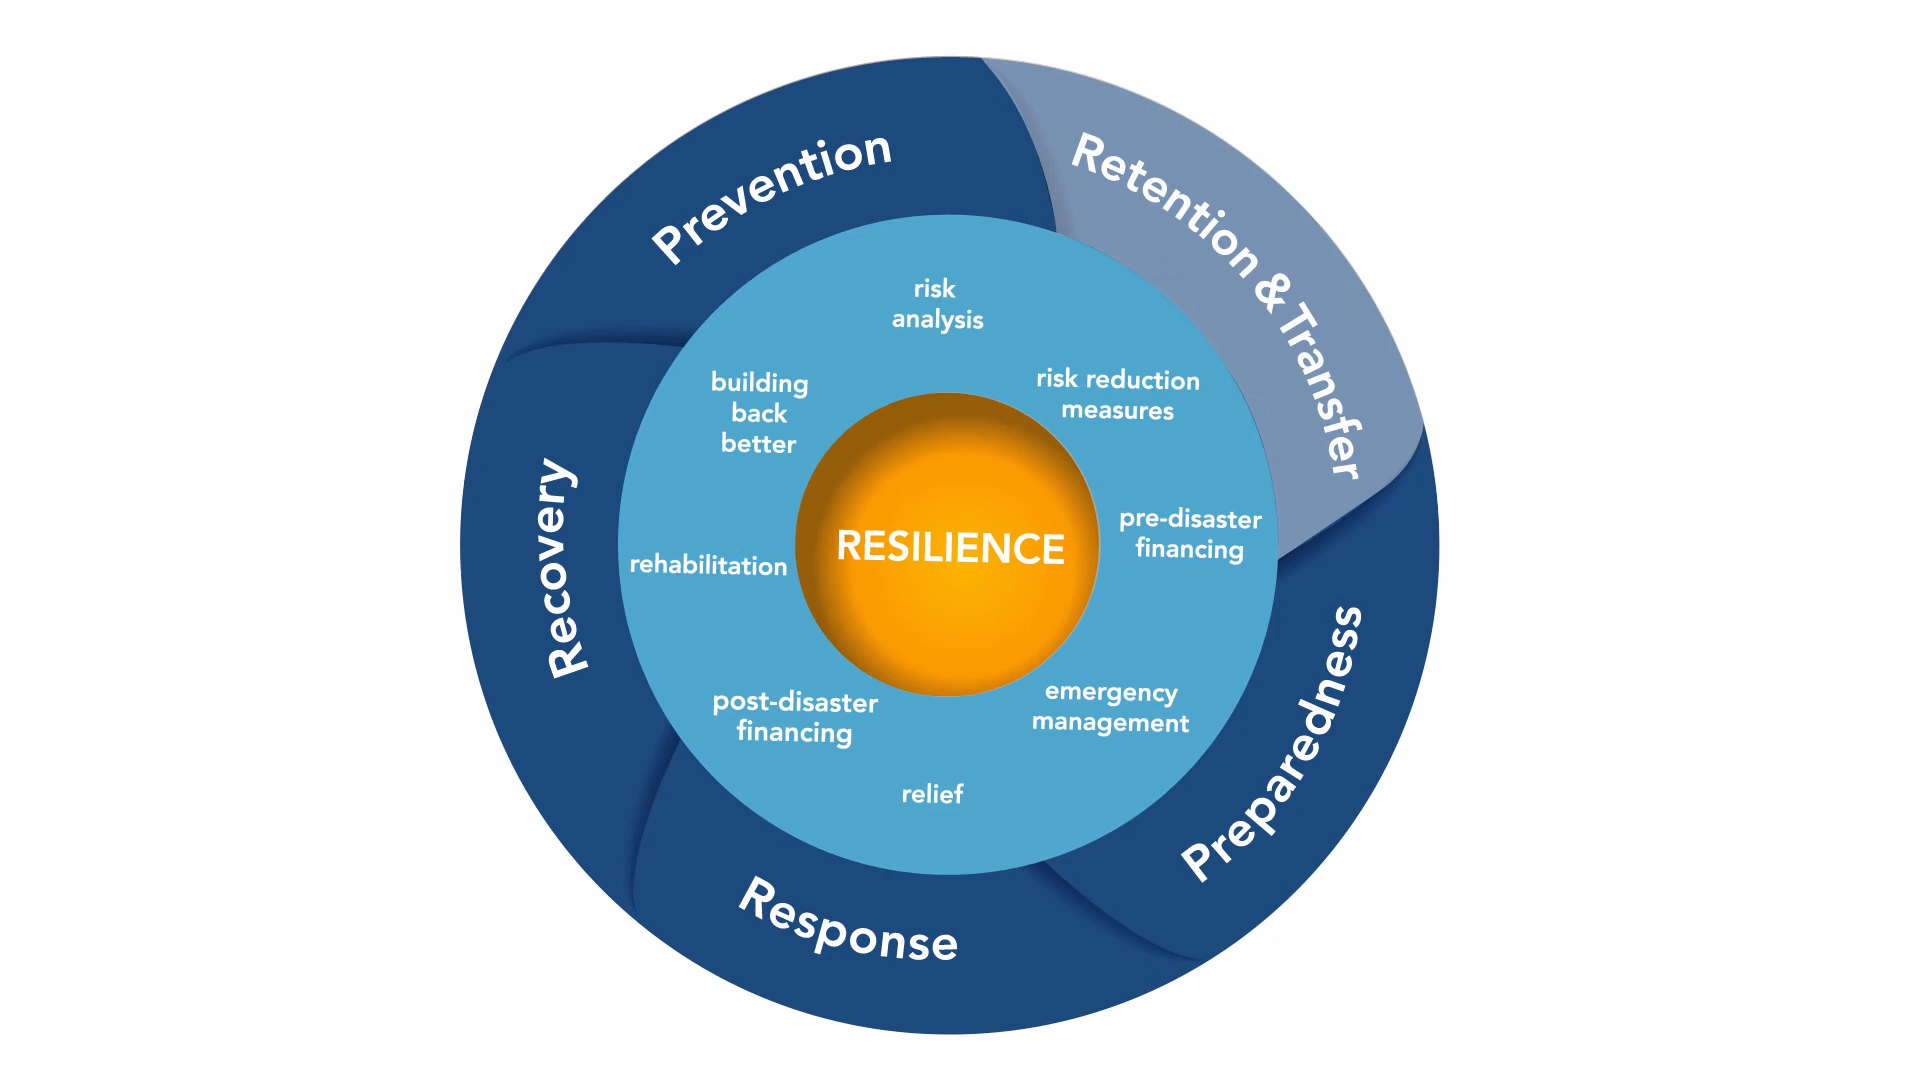 Prevention
Retention & Transfer
Preparedness
Response
Recovery
risk
analysis
risk reduction
measures
pre-disaster
financing
emergency
management
relief
post-disaster
financing
rehabilitation
building
back
better
RESILIENCE